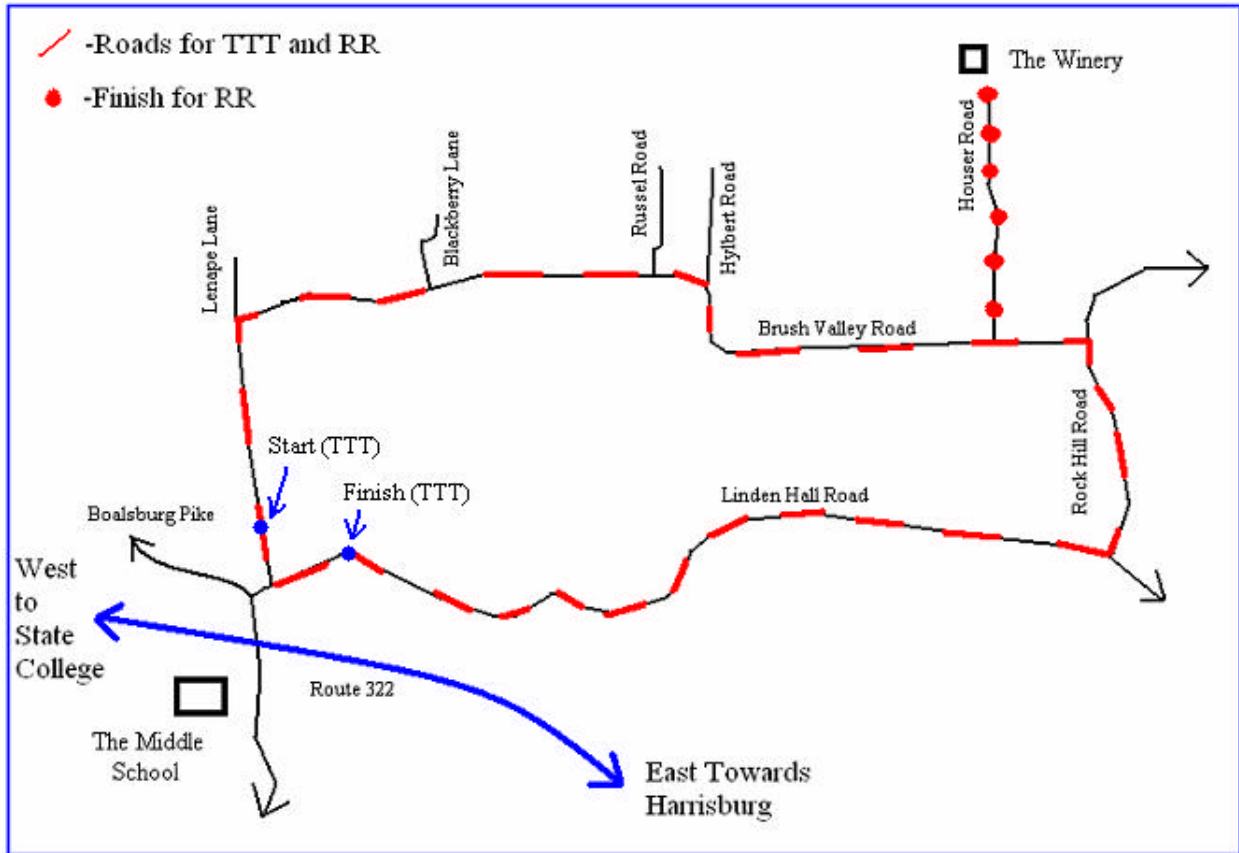 -Roads for TTT and RR
-Finish for RR
The Winery
Lenape Lane
Blackberry Lane
Russel Road
Hylbert Road
Houser Road
Brush Valley Road
Rock Hill Road
Start (TTT)
Finish (TTT)
Linden Hall Road
Boalsburg Pike
West
to
State
College
Route 322
The Middle
School
East Towards
Harrisburg